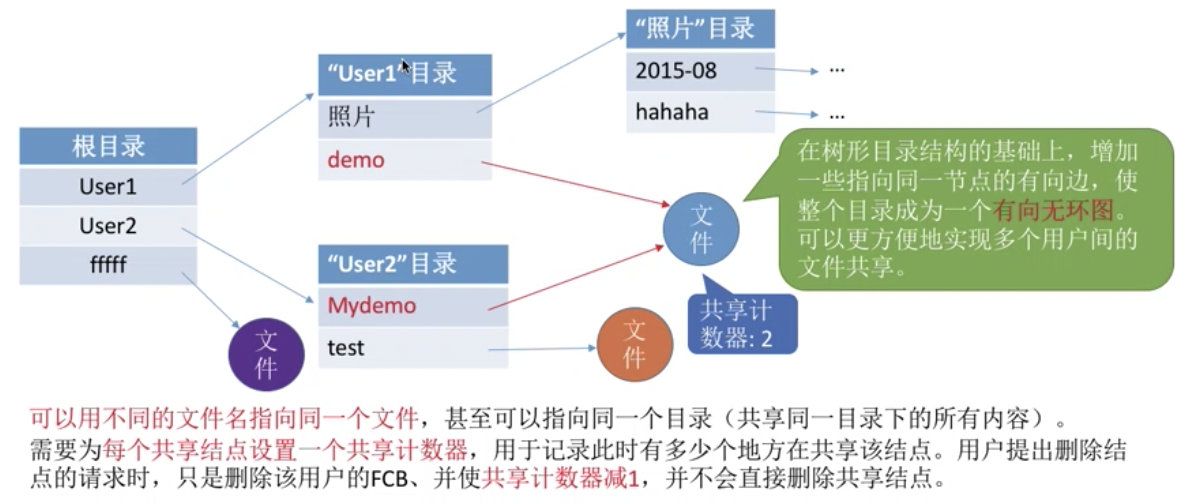 “照片”目录
2015-08
...
hahaha
...
“User1”目录
照片
demo
根目录
User1
User2
fffff
“User2”目录
Mydemo
test
文
件
文
件
文
件
在树形目录结构的基础上，增加
一些指向同一节点的有向边，使
整个目录成为一个有向无环图。
可以更方便地实现多个用户间的
文件共享。
共享计
数器: 2
可以用不同的文件名指向同一个文件，甚至可以指向同一个目录（共享同一目录下的所有内容）。
需要为每个共享结点设置一个共享计数器，用于记录此时有多少个地方在共享该结点。用户提出删除结
点的请求时，只是删除该用户的FCB、并使共享计数器减1，并不会直接删除共享结点。